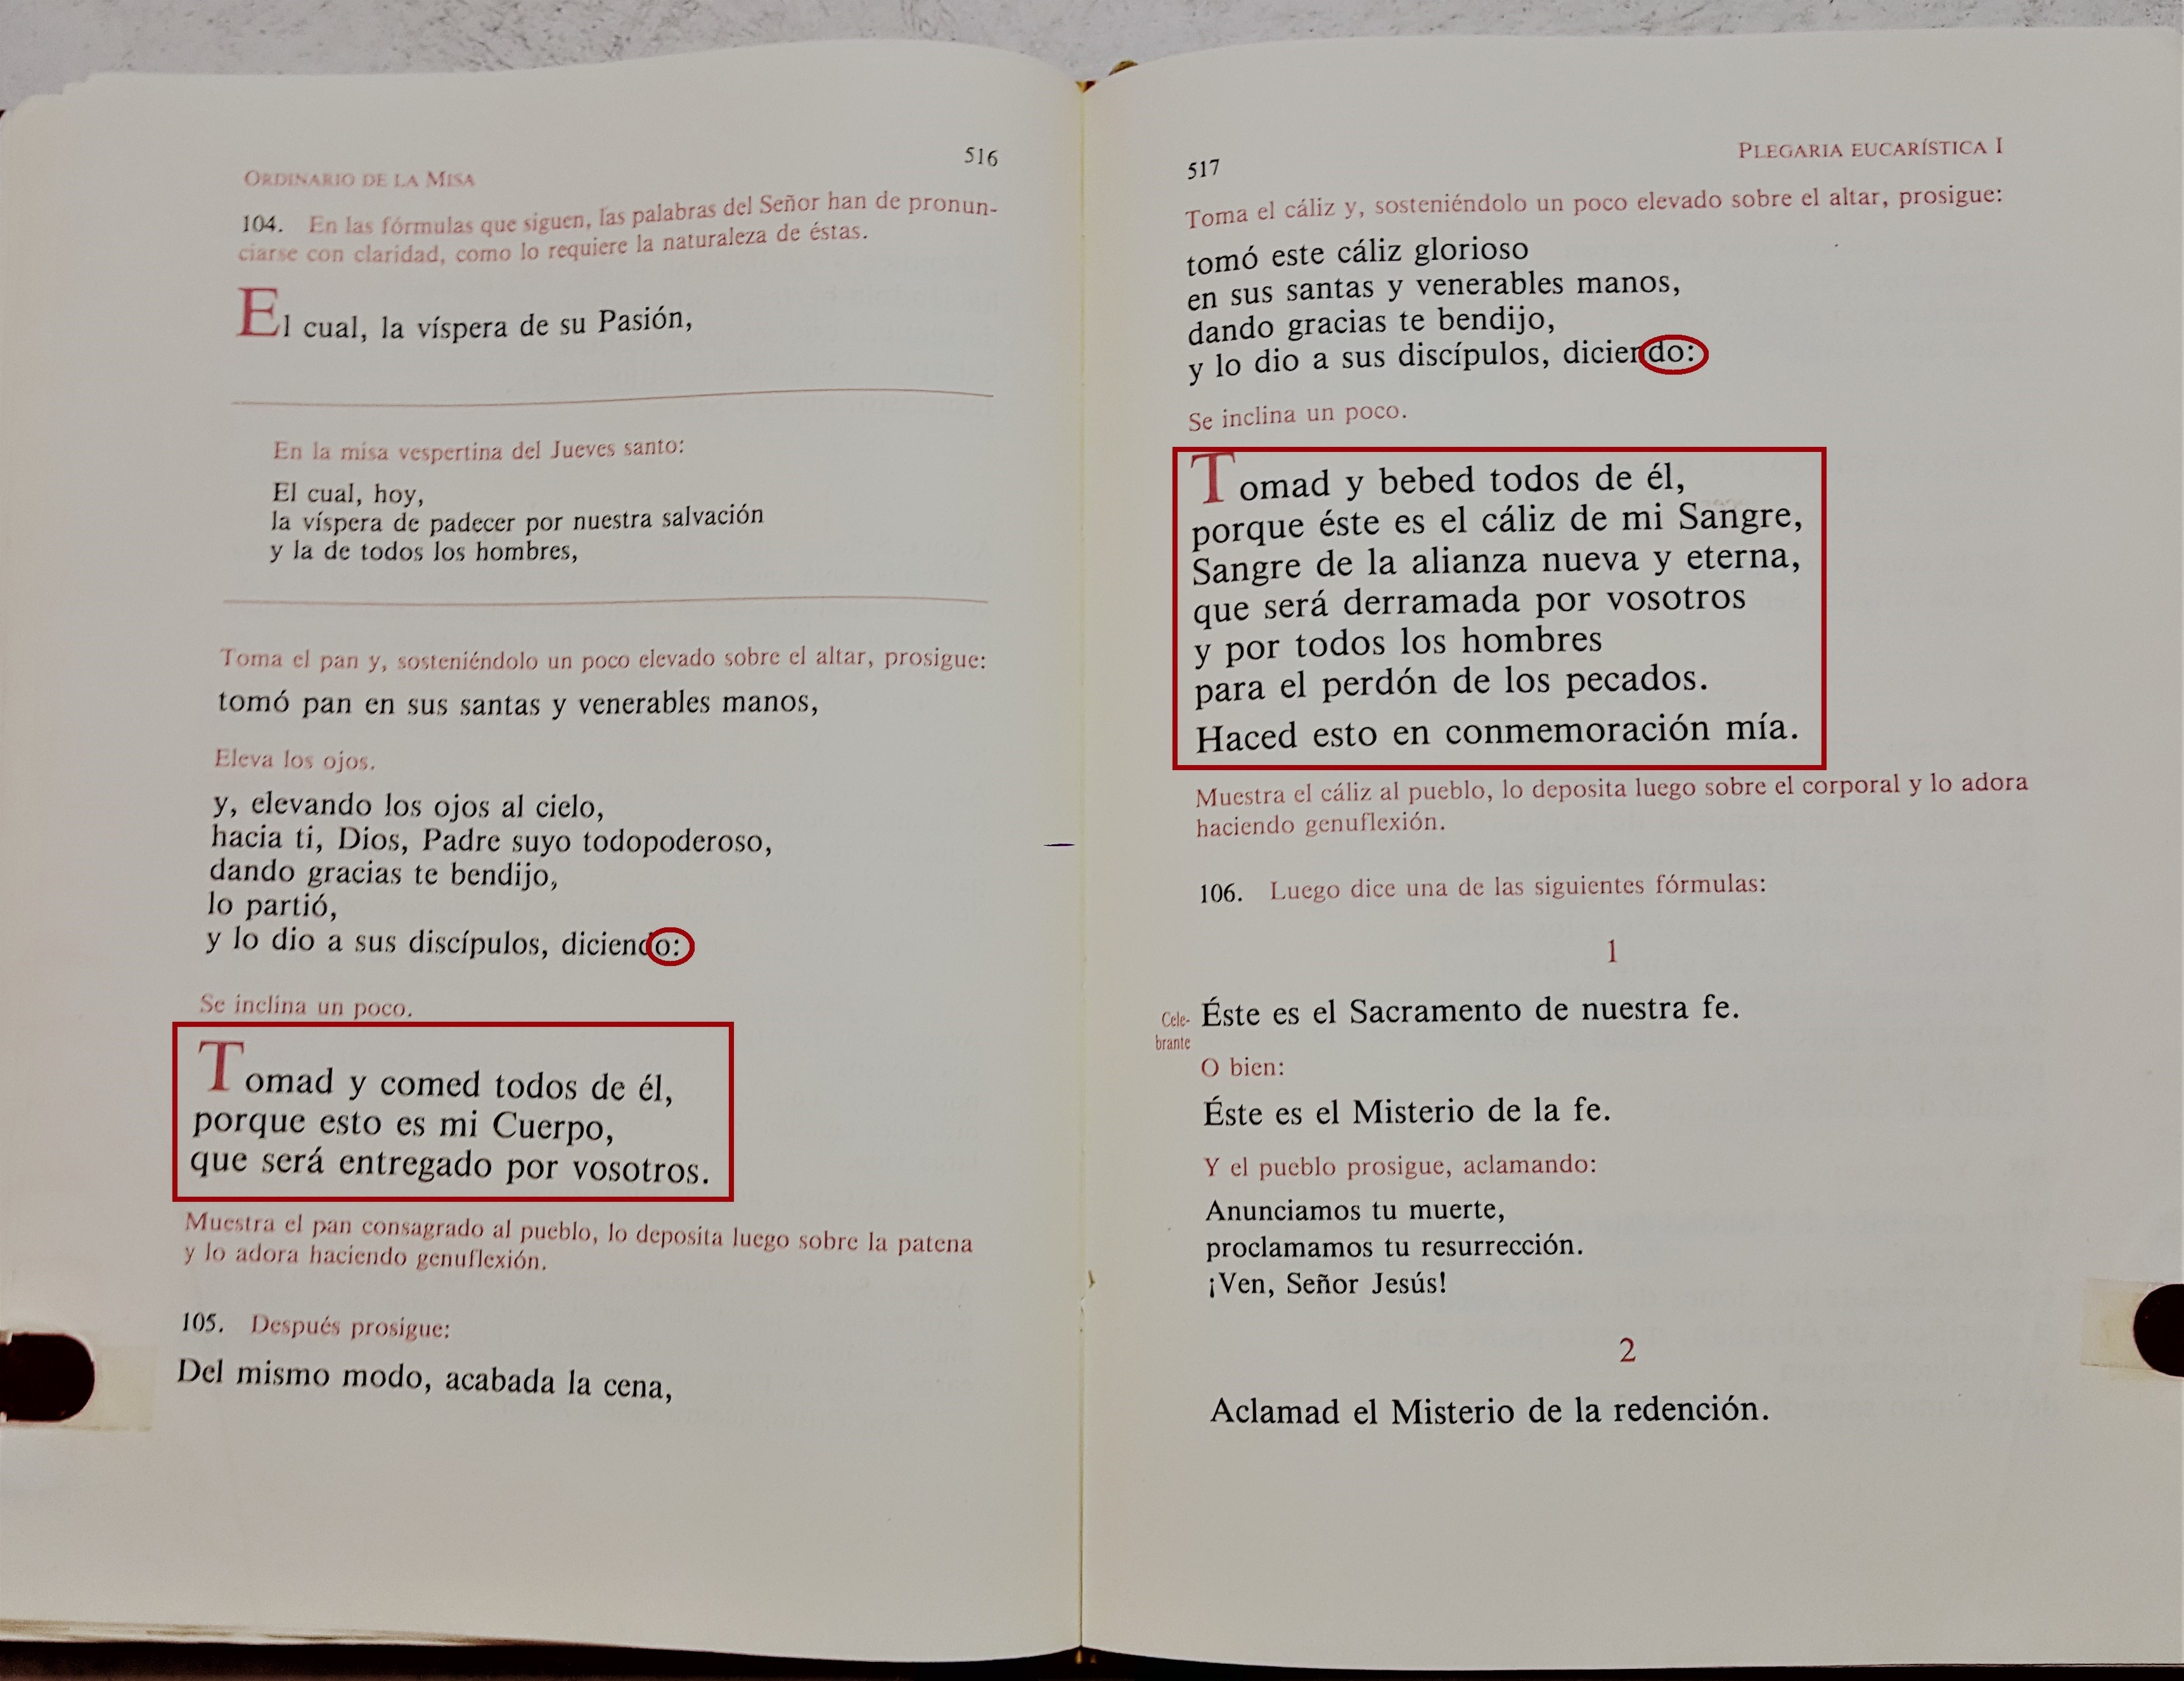 516
ORDINARIO DE LA MISA
104. En las fórmulas que siguen, las palabras del Señor han de pronun-
ciarse con claridad, como lo requiere la naturaleza de éstas.
El cual, la víspera de su Pasión,
En la misa vespertina del Jueves santo:
El cual, hoy,
la víspera de padecer por nuestra salvación
y la de todos los hombres,
Toma el pan y, sosteniéndolo un poco elevado sobre el altar, prosigue:
tomó pan en sus santas y venerables manos,
Eleva los ojos.
y, elevando los ojos al cielo,
hacia ti, Dios, Padre suyo todopoderoso,
dando gracias te bendijo,
lo partió,
y lo dio a sus discípulos, diciendo:
Se inclina un poco.
Tomad y comed todos de él,
porque esto es mi Cuerpo,
que será entregado por vosotros.
Muestra el pan consagrado al pueblo, lo deposita luego sobre la patena
y lo adora haciendo genuflexión.
105. Después prosigue:
Del mismo modo, acabada la cena,
517
PLEGARIA EUCARÍSTICA I
Toma el cáliz y, sosteniéndolo un poco elevado sobre el altar, prosigue:
tomó este cáliz glorioso
en sus santas y venerables manos,
dando gracias te bendijo,
y lo dio a sus discípulos, diciendo:
Se inclina un poco.
Tomad y bebed todos de él,
porque éste es el cáliz de mi Sangre,
Sangre de la alianza nueva y eterna,
que será derramada por vosotros
y por todos los hombres
para el perdón de los pecados.
Haced esto en conmemoración mía.
Muestra el cáliz al pueblo, lo deposita luego sobre el corporal y lo adora
haciendo genuflexión.
106. Luego dice una de las siguientes fórmulas:
1
Cele-
brante
Éste es el Sacramento de nuestra fe.
O bien:
Éste es el Misterio de la fe.
Y el pueblo prosigue, aclamando:
Anunciamos tu muerte,
proclamamos tu resurrección.
¡Ven, Señor Jesús!
2
Aclamad el Misterio de la redención.